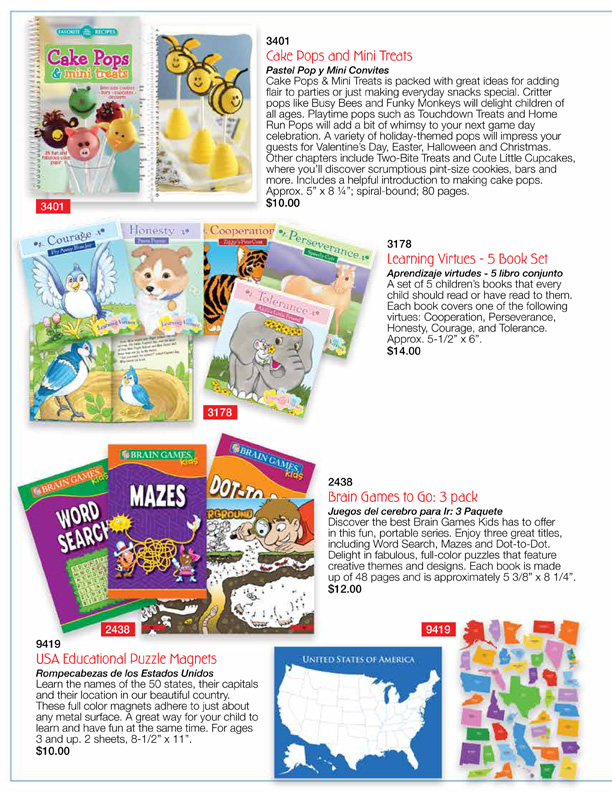 FAVORITE RECIPES
Cake Pops
& mini treats
3401
3401
Cake Pops and Mini Treats
Pastel Pop y Mini Convites
Cake Pops & Mini Treats is packed with great ideas for adding
flair to parties or just making everyday snacks special. Critter
pops like Busy Bees and Funky Monkeys will delight children of
all ages. Playtime pops such as Touchdown Treats and Home
Run Pops will add a bit of whimsy to your next game day
celebration. A variety of holiday-themed pops will impress your
guests for Valentine's Day, Easter, Halloween and Christmas.
Other chapters include Two-Bite Treats and Cute Little Cupcakes,
where you'll discover scrumptious pint-size cookies, bars and
more. Includes a helpful introduction to making cake pops.
Approx. 5" x 8 ¼"; spiral-bound; 80 pages.
$10.00
Courage
Honesty
Cooperation
Perseverance
Tolerance
Learning Virtues
3178
3178
Learning Virtues - 5 Book Set
Aprendizaje virtudes - 5 libro conjunto
A set of 5 children's books that every
child should read or have read to them.
Each book covers one of the following
virtues: Cooperation, Perseverance,
Honesty, Courage, and Tolerance.
Approx. 5-1/2" x 6".
$14.00
BRAIN GAMES
kids
WORD
SEARCH
BRAIN GAMES
kids
MAZES
BRAIN GAMES
kids
DOT-TO-
RGROUND
2438
2438
Brain Games to Go: 3 pack
Juegos del cerebro para Ir: 3 Paquete
Discover the best Brain Games Kids has to offer
in this fun, portable series. Enjoy three great titles,
including Word Search, Mazes and Dot-to-Dot.
Delight in fabulous, full-color puzzles that feature
creative themes and designs. Each book is made
up of 48 pages and is approximately 5 3/8" x 8 1/4".
$12.00
9419
USA Educational Puzzle Magnets
Rompecabezas de los Estados Unidos
Learn the names of the 50 states, their capitals
and their location in our beautiful country.
These full color magnets adhere to just about
any metal surface. A great way for your child to
learn and have fun at the same time. For ages
3 and up. 2 sheets, 8-1/2" x 11".
$10.00
9419
UNITED STATES OF AMERICA